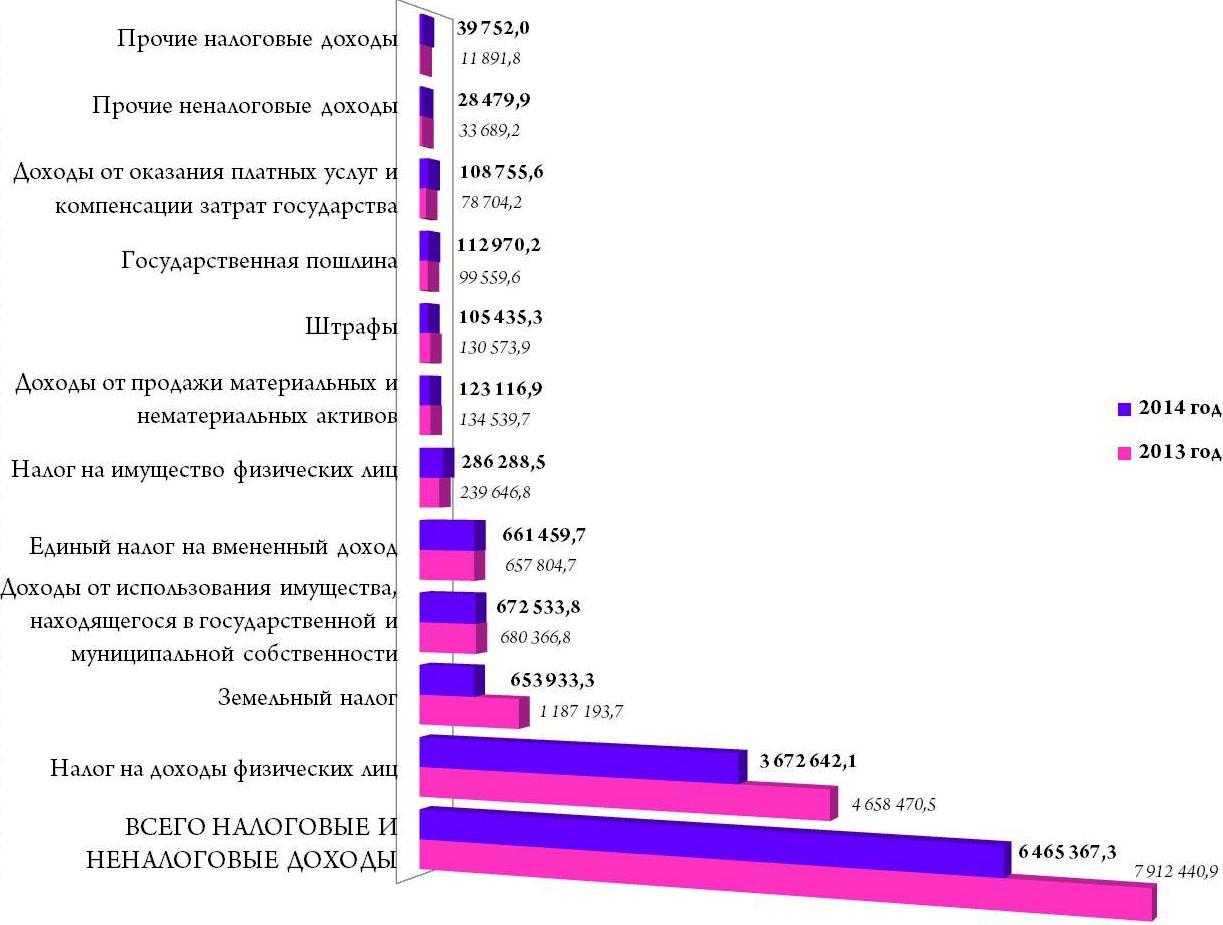 Прочие налоговые доходы
39 752,0
11 891,8
Прочие неналоговые доходы
28 479,9
33 689,2
Доходы от оказания платных услуг и
компенсации затрат государства
108 755,6
78 704,2
Государственная пошлина
112 970,2
99 559,6
Штрафы
105 435,3
130 573,9
Доходы от продажи материальных и
нематериальных активов
123 116,9
134 539,7
Налог на имущество физических лиц
286 288,5
239 646,8
Единый налог на вмененный доход
661 459,7
657 804,7
Доходы от использования имущества,
находящегося в государственной и
муниципальной собственности
672 533,8
680 366,8
Земельный налог
653 933,3
1 187 193,7
Налог на доходы физических лиц
3 672 642,1
4 658 470,5
ВСЕГО НАЛОГОВЫЕ И
НЕНАЛОГОВЫЕ ДОХОДЫ
6 465 367,3
7 912 440,9
2014 год
2013 год